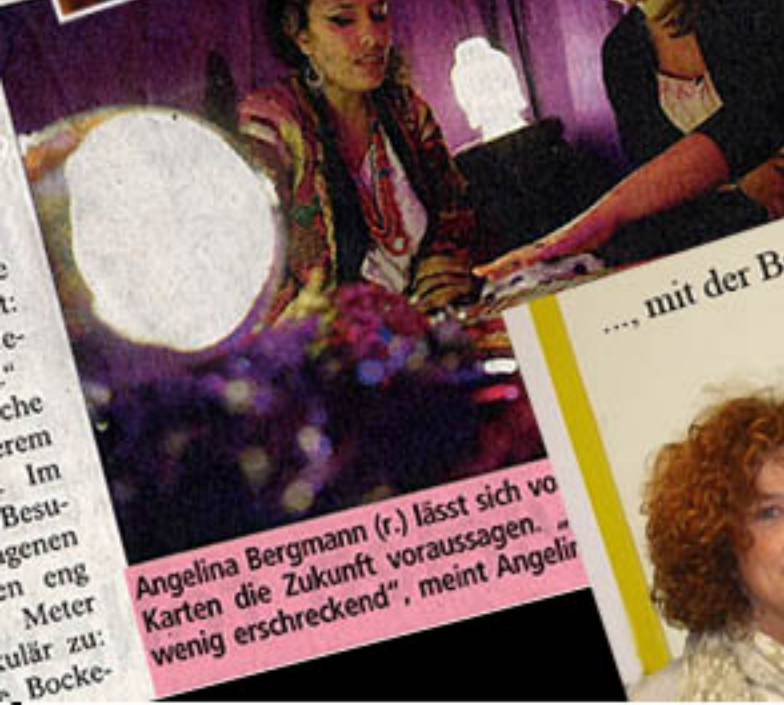 t:
e-
“
che
erem
. Im
Besu-
agenen
en eng
Meter
kulär zu:
Bocke-
Angelina Bergmann (r.) lässt sich vo
Karten die Zukunft voraussagen. „
wenig erschreckend“, meint Angelin
..., mit der B